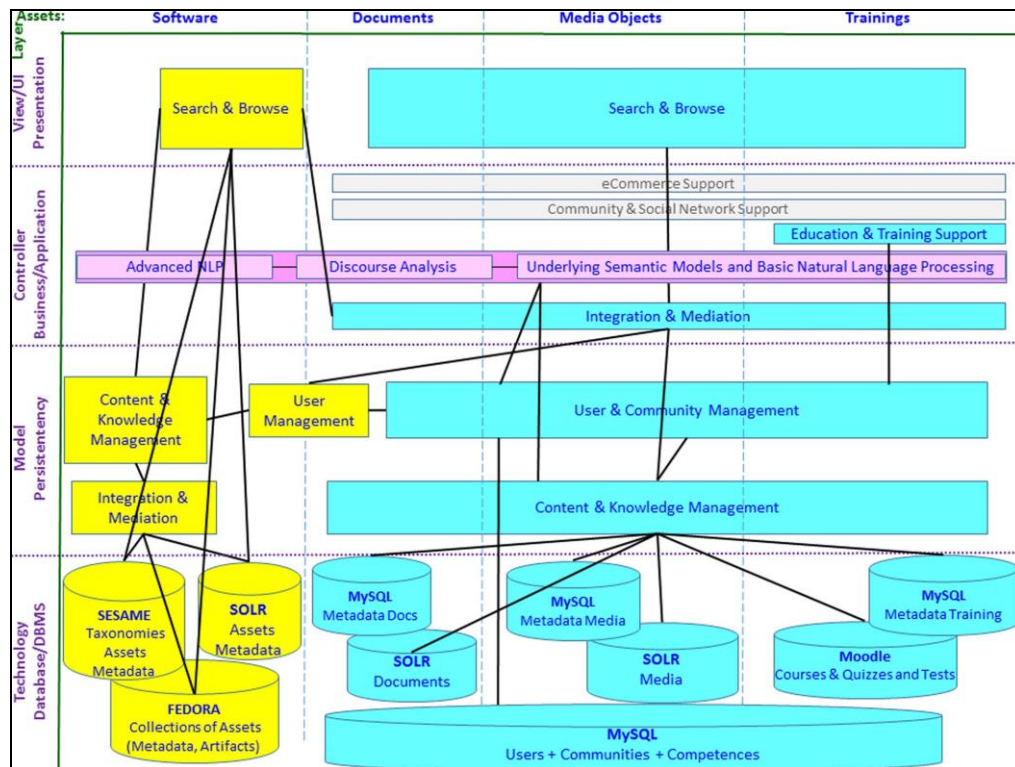 Assets:
Software
Documents
Media Objects
Trainings
Layer
View/UI
Presentation
Search & Browse
Search & Browse
Controller
Business/Application
eCommerce Support
Community & Social Network Support
Education & Training Support
Advanced NLP
Discourse Analysis
Underlying Semantic Models and Basic Natural Language Processing
Integration & Mediation
Model
Persistentency
Content &
Knowledge
Management
User
Management
User & Community Management
Integration &
Mediation
Content & Knowledge Management
Technology
Database/DBMS
SESAME
Taxonomies
Assets
Metadata
SOLR
Assets
Metadata
FEDORA
Collections of Assets
(Metadata, Artifacts)
MySQL
Metadata Docs
SOLR
Documents
MySQL
Metadata Media
SOLR
Media
MySQL
Metadata Training
Moodle
Courses & Quizzes and Tests
MySQL
Users + Communities + Competences